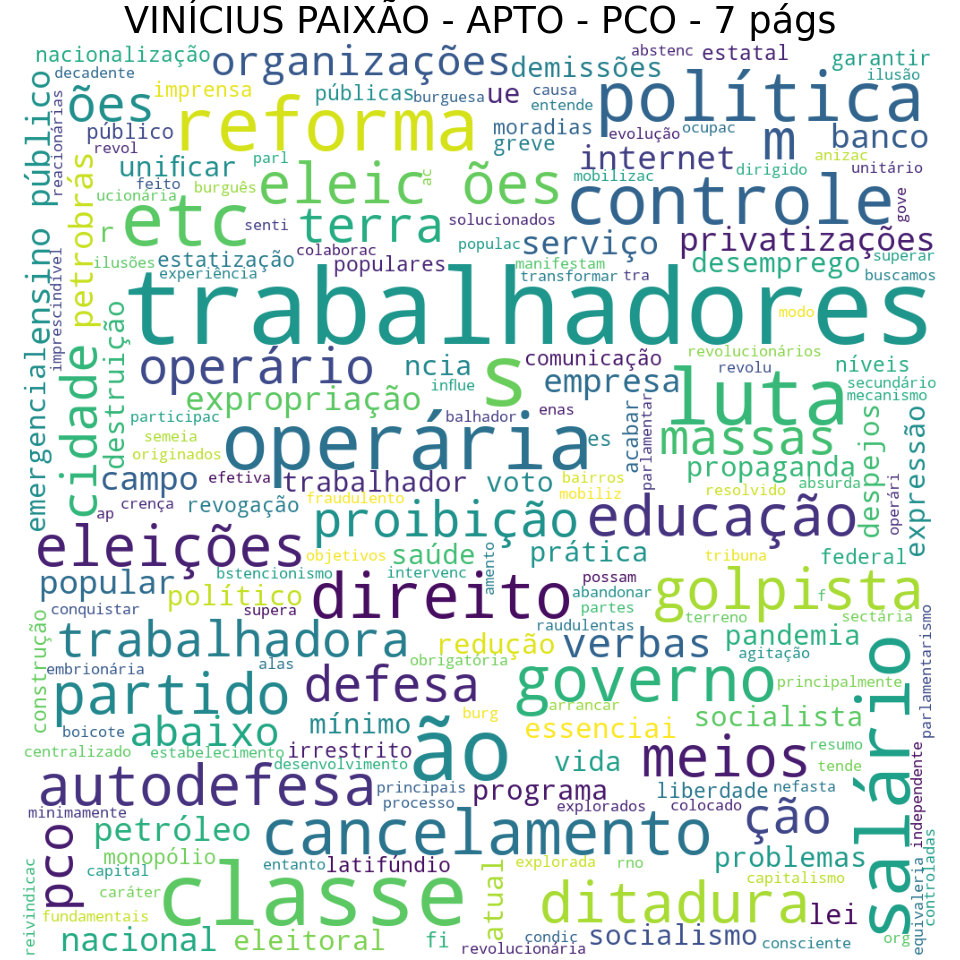 VINÍCIUS PAIXÃO - APTO - PCO - 7 págs
nacionalização
organizações
demissões
abstenc
estatal
garantir
decadente
imprensa
públicas
burguesa
ue
causa
entende
política
ilusão
ões
reforma
moradias
greve
evolução
ocupac
m
banco
público
revol
unificar
parl
internet
anizac
unitário
dirigido
mobilizac
feito
burguês
ucionária
eleic
ac
ões
controle
gove
reacionárias
público
ensino
emergencial
petrobrás
r
etc
senti
terra
solucionados
colaborac
populac
serviço
privatizações
superar
ilusões
estatização
experiência
populares
manifestam
transformar
tra
desemprego
buscamos
imprescindível
trabalhadores
modo
destruição
cidade
operário
ncia
s
comunicação
revolucionários
revolu
níveis
influe
empresa
luta
secundário
mecanismo
expropriação
participac
balhador
enas
acabar
parlamentar
semeia
originados
operária
es
massas
despejos
expressão
campo
efetiva
trabalhador
voto
bairros
mobiliz
propaganda
absurda
resolvido
operári
ap
crença
revogação
fraudulento
proibição
educação
eleições
objetivos
saúde
prática
tribuna
federal
bstencionismo
intervenc
amento
possam
abandonar
popular
político
direito
partes
golpista
f
conquistar
supera
raudulentas
terreno
sectária
construção
trabalhadora
redução
verbas
pandemia
agitação
parlamentarismo
embrionária
alas
obrigatória
partido
defesa
governo
principalmente
salário
burg
arrancar
boicote
abaixo
mínimo
ão
essenciai
socialista
centralizado
estabelecimento
irrestrito
desenvolvimento
vida
meios
resumo
tende
independente
autodefesa
principais
processo
programa
explorados
liberdade
colocado
nefasta
minimamente
pco
petróleo
cancelamento
ção
monopólio
capital
entanto
latifúndio
explorada
rno
problemas
capitalismo
controladas
equivaleria
reivindicac
caráter
fundamentais
classe
atual
ditadura
lei
org
nacional
eleitoral
fi
condic
revolucionária
socialismo
consciente